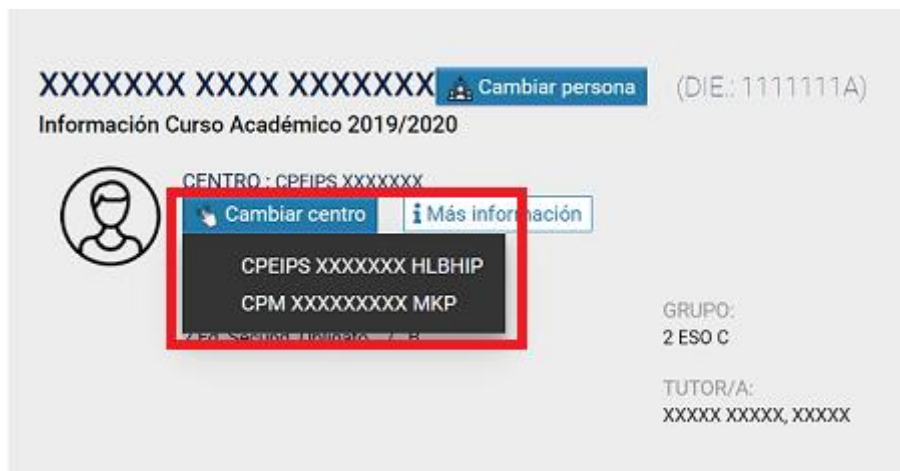 XXXXXXX XXXX XXXXXXX Cambiar persona (DIE.: 1111111A)
Información Curso Académico 2019/2020
CENTRO : CPEIPS XXXXXXX
Cambiar centro i Más información
CPEIPS XXXXXXX HLBHIP
CPM XXXXXXXXX MKP
GRUPO:
2 ESO C
TUTOR/A:
XXXXX XXXXX, XXXXX